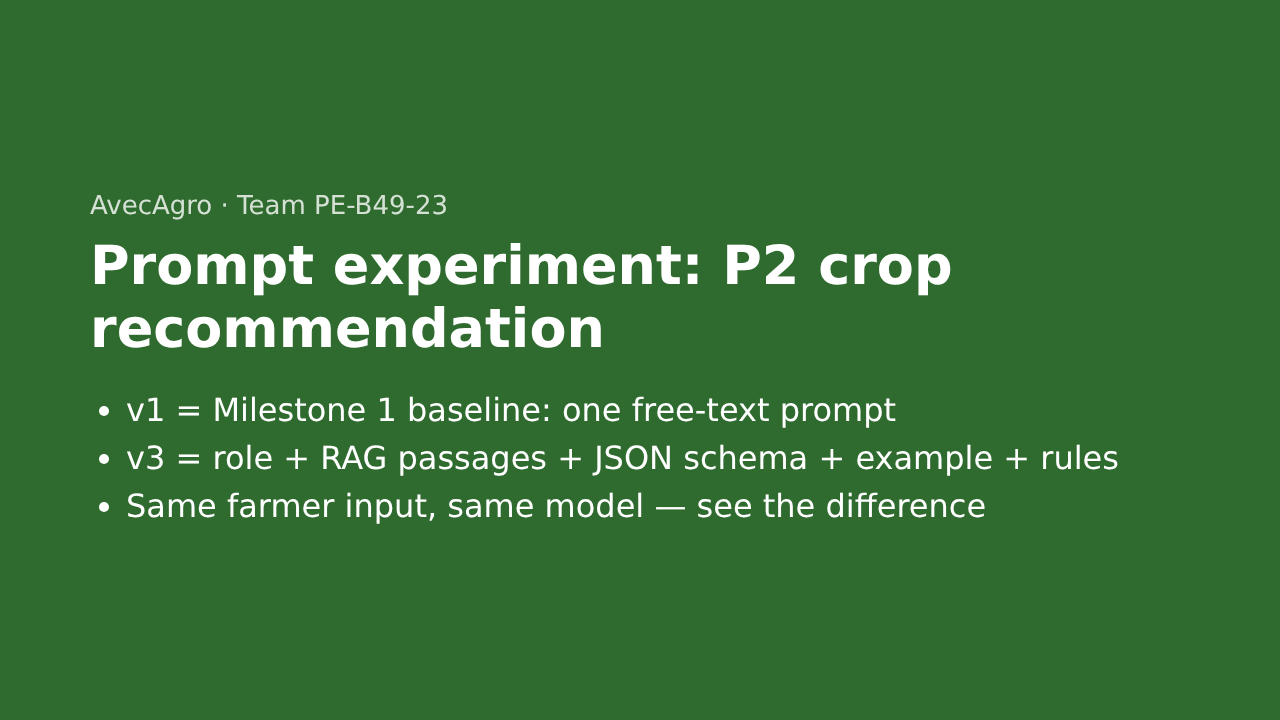 AvecAgro · Team PE-B49-23
Prompt experiment: P2 crop
recommendation
• v1 = Milestone 1 baseline: one free-text prompt
• v3 = role + RAG passages + JSON schema + example + rules
• Same farmer input, same model — see the difference